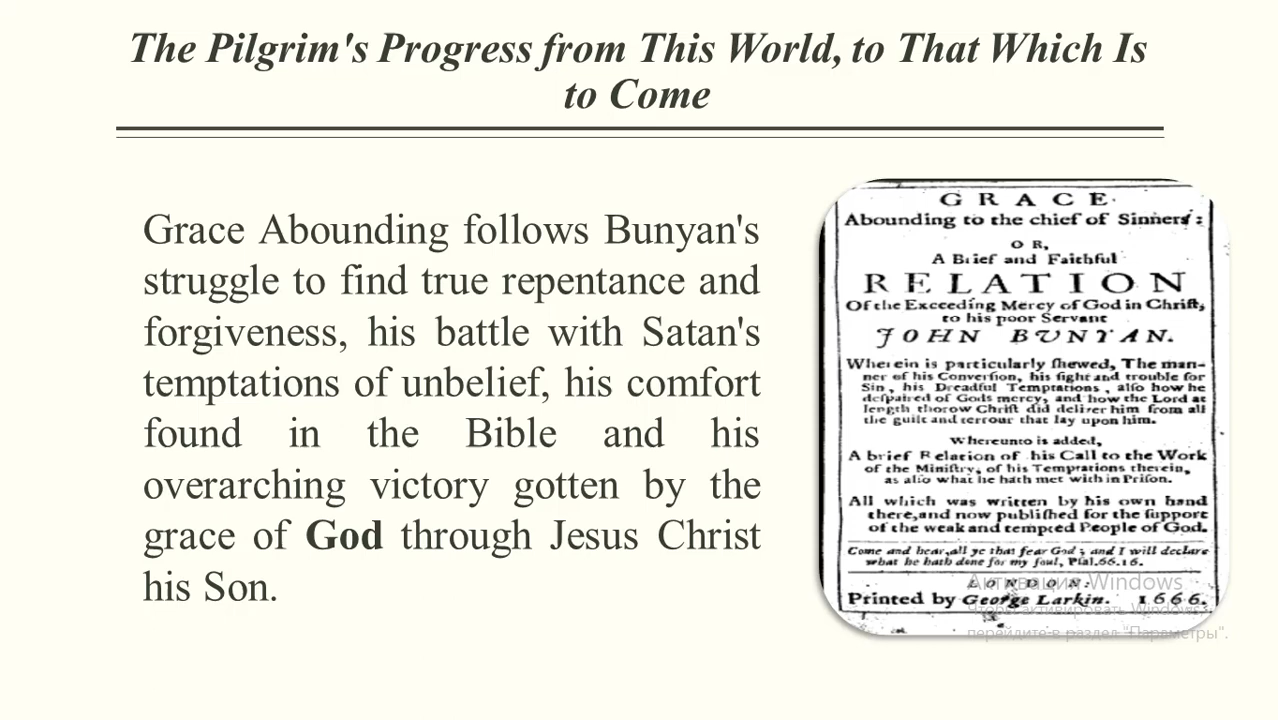 The Pilgrim's Progress from This World, to That Which Is
to Come
Grace Abounding follows Bunyan's
struggle to find true repentance and
forgiveness, his battle with Satan's
temptations of unbelief, his comfort
found in the Bible and his
overarching victory gotten by the
grace of God through Jesus Christ
his Son.
GRACE
Abounding to the chief of Sinners:
OR,
A Brief and Faithful
RELATION
Of the Exceeding Mercy of God in Chriſt,
to his poor Servant
JOHN BUNYAN.
Wherein is particularly ſhewed, The man-
ner of his Converſion, his ſight and trouble for
Sin, his Dreadful Temptations, alſo how he
deſpaired of Gods mercy, and how the Lord at
length thorow Chriſt did deliver him from all
the guilt and terrour that lay upon him.
Whereunto is added,
A brief Relation of his Call to the Work
of the Miniſtry, of his Temptations therein,
as alſo what he hath met with in Priſon.
All which was written by his own hand
there, and now publiſhed for the ſupport
of the weak and tempted People of God.
Come and hear, all ye that fear God; and I will declare
what he hath done for my ſoul, Pſal. 66. 16.
LONDON:
Printed by George Larkin. 1666.
Активация Windows
Чтобы активировать Windows,
перейдите в раздел "Параметры".